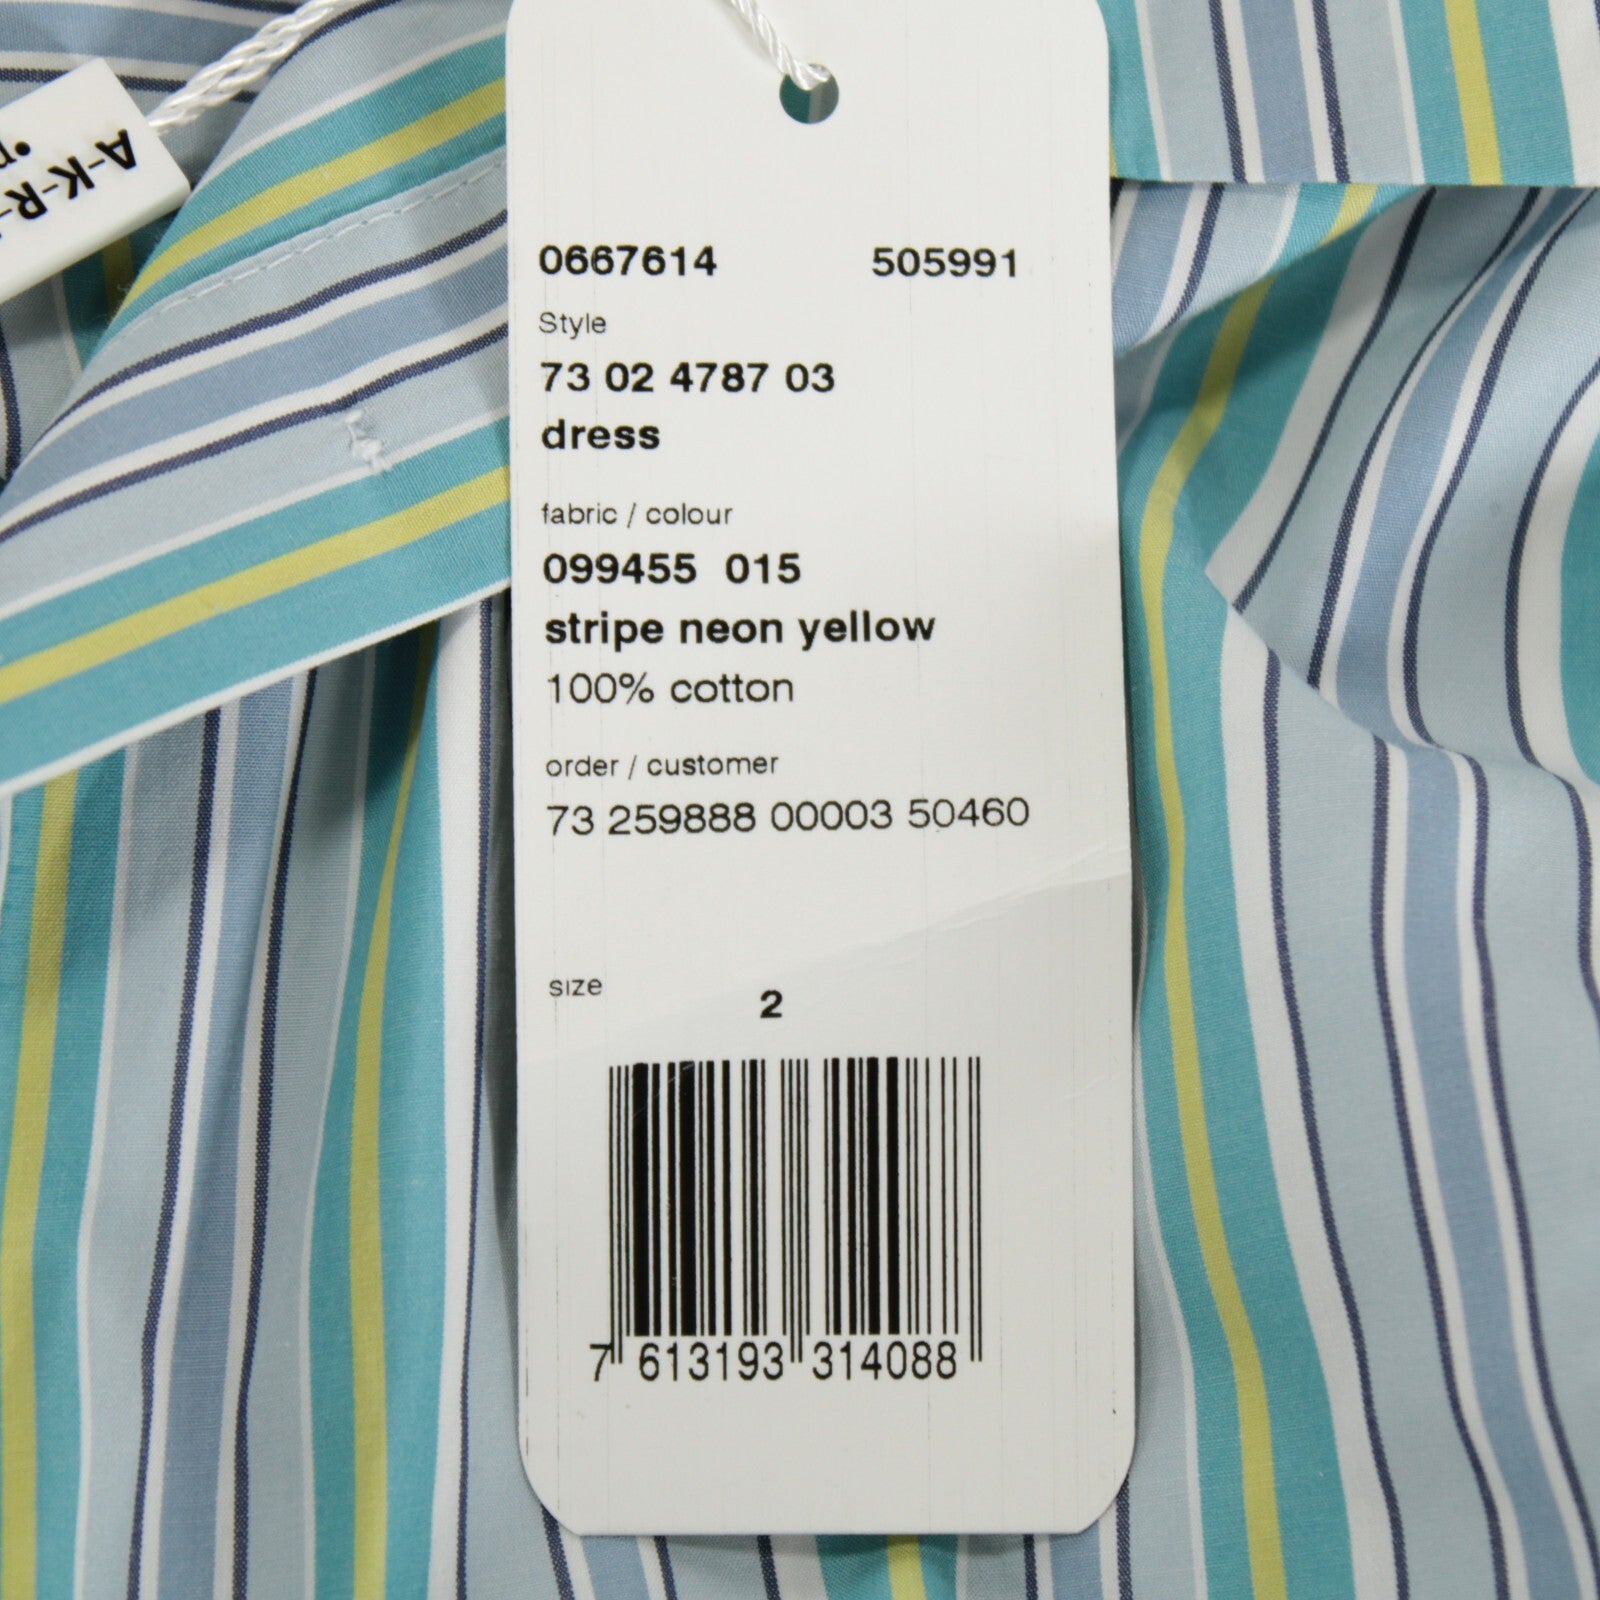 A-K-R-
0667614 505991
Style
73 02 4787 03
dress
fabric / colour
099455 015
stripe neon yellow
100% cotton
order / customer
73 259888 00003 50460
size
2
7 613193 314088